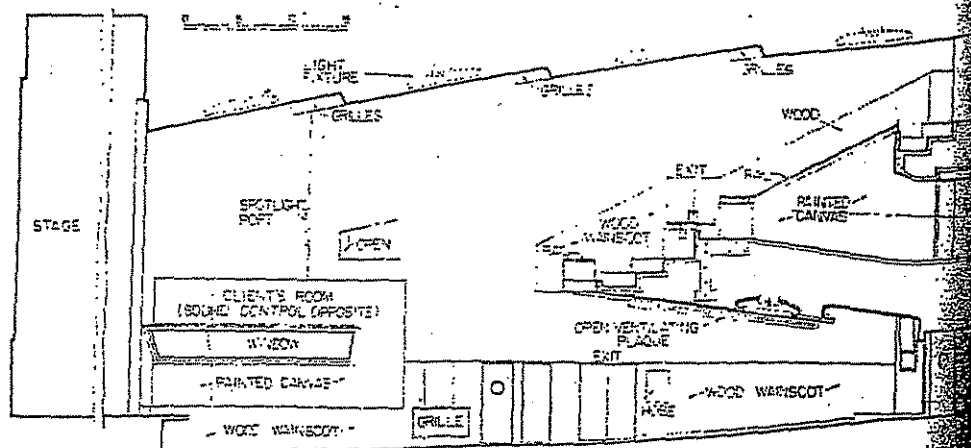 LIGHT
FIXTURE
GRILLES
GRILLES
GRILLES
WOOD
EXIT
SPOTLIGHT
PORT
OPEN
WOOD
WAINSCOT
PAINTED
CANVAS
STAGE
CLIENT'S ROOM
(SOUND CONTROL OPPOSITE)
WINDOW
OPEN VENTILATING
PLAQUE
EXIT
PAINTED CANVAS
GRILLE
HOSE
WOOD WAINSCOT
WOOD WAINSCOT